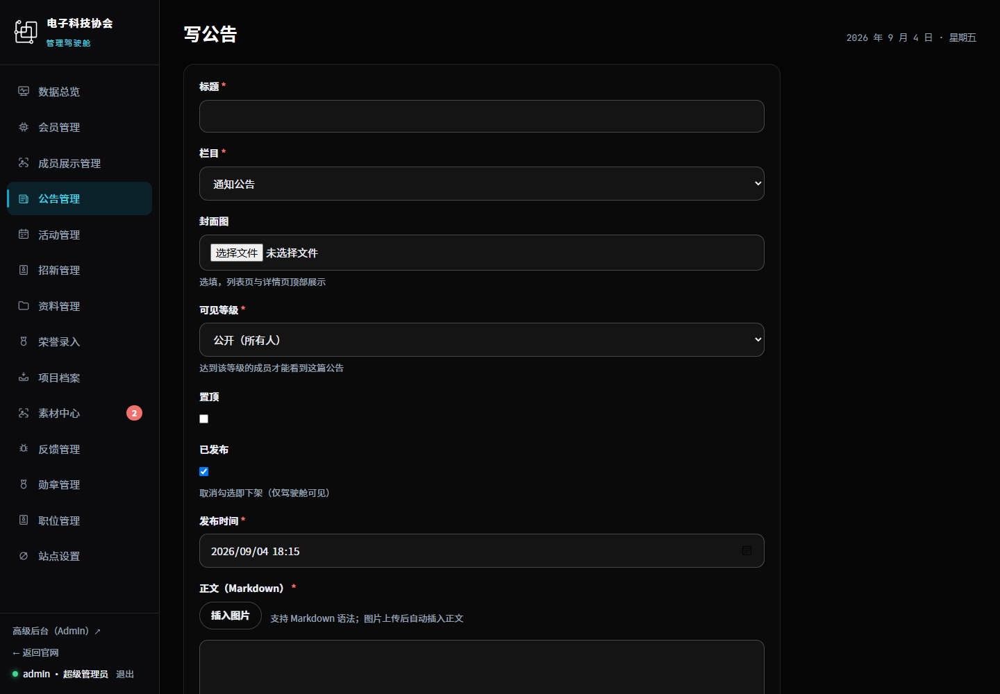 电子科技协会
管理驾驶舱
数据总览
会员管理
成员展示管理
公告管理
活动管理
招新管理
资料管理
荣誉录入
项目档案
素材中心 2
反馈管理
勋章管理
职位管理
站点设置
高级后台（Admin）↗
← 返回官网
admin · 超级管理员 退出
写公告
2026 年 9 月 4 日 · 星期五
标题 *
栏目 *
通知公告
封面图
选择文件 未选择文件
选填，列表页与详情页顶部展示
可见等级 *
公开（所有人）
达到该等级的成员才能看到这篇公告
置顶
已发布
取消勾选即下架（仅驾驶舱可见）
发布时间 *
2026/09/04 18:15
正文（Markdown） *
插入图片 支持 Markdown 语法；图片上传后自动插入正文